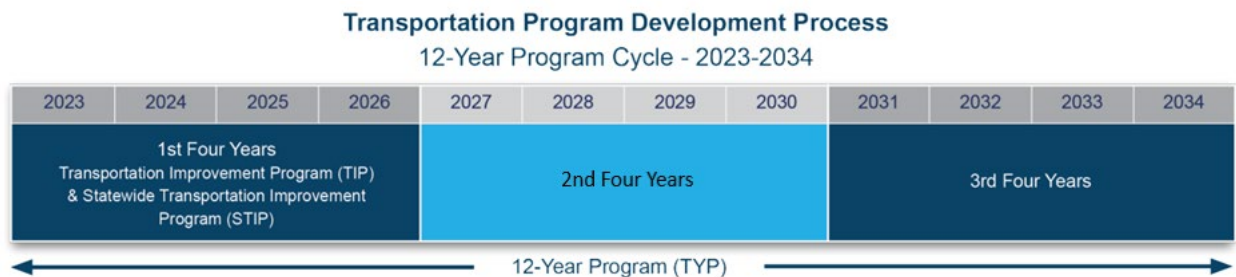 Transportation Program Development Process
12-Year Program Cycle - 2023-2034
2023 2024 2025 2026 2027 2028 2029 2030 2031 2032 2033 2034
1st Four Years
Transportation Improvement Program (TIP)
& Statewide Transportation Improvement
Program (STIP)
2nd Four Years
3rd Four Years
12-Year Program (TYP)